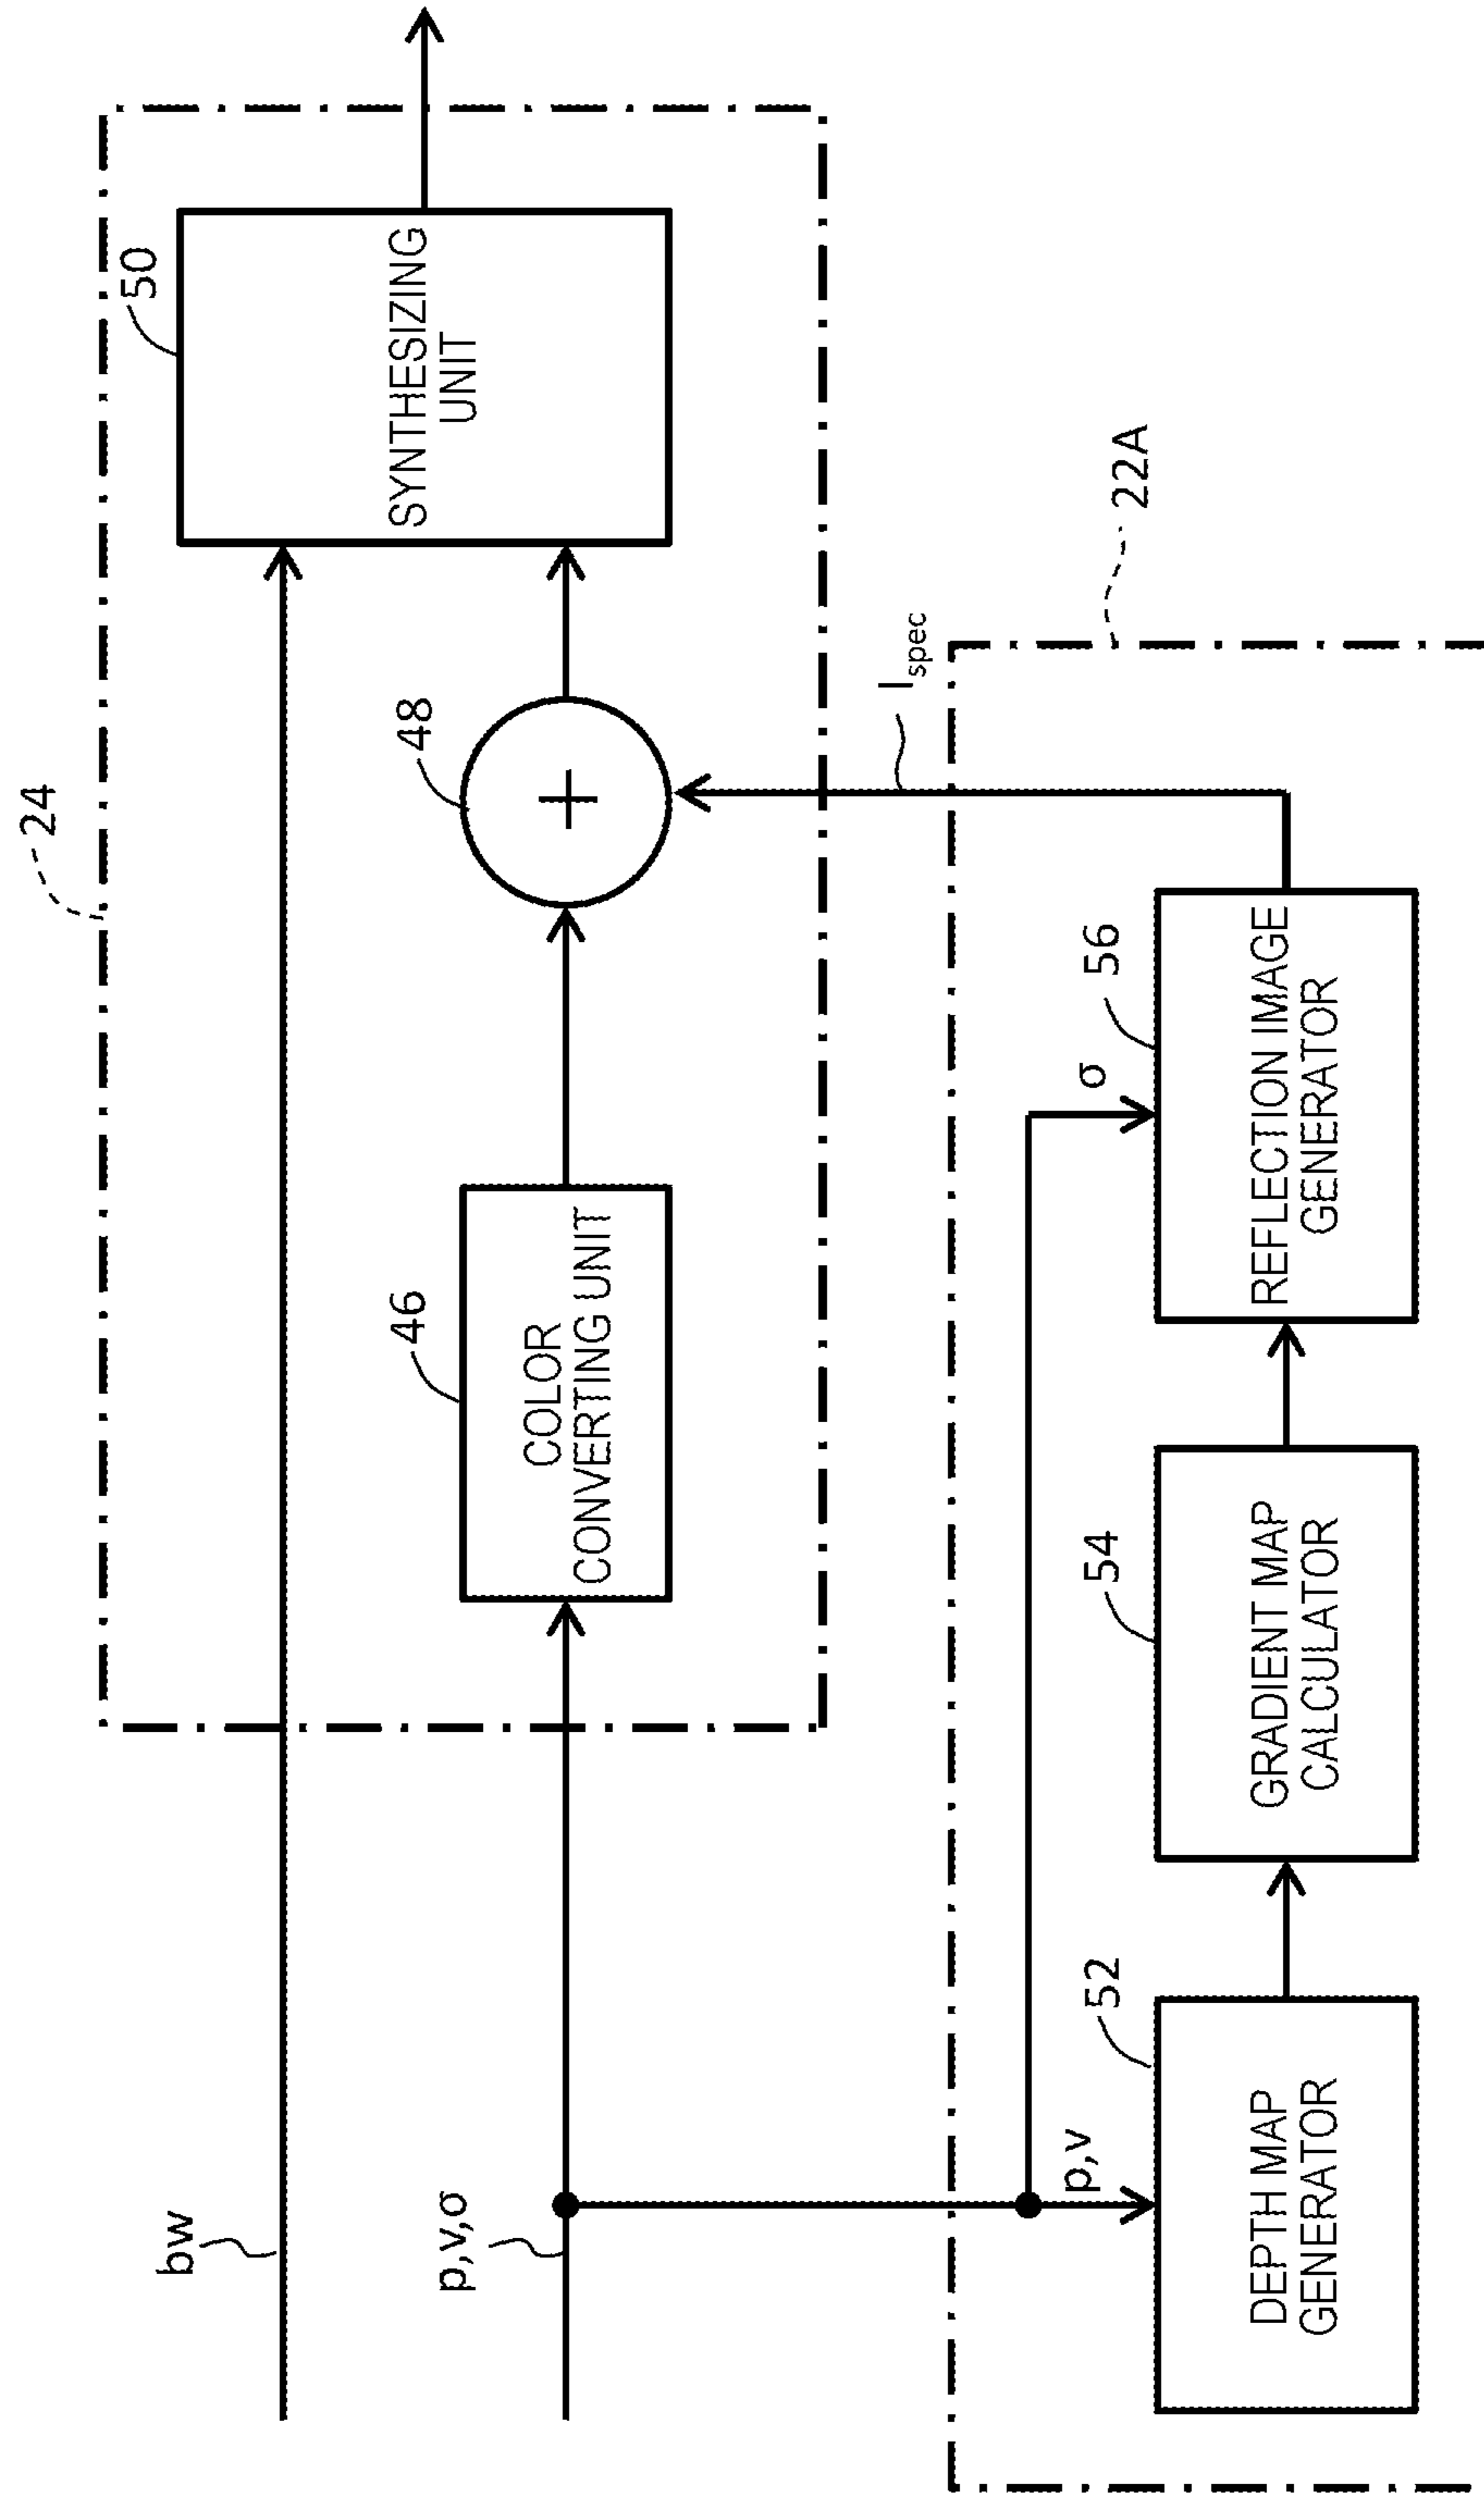 24
50
SYNTHESIZING
UNIT
48
46
COLOR
CONVERTING UNIT
bw
p,v,σ
22A
Ispec
σ
56
REFLECTION IMAGE
GENERATOR
54
GRADIENT MAP
CALCULATOR
p,v
52
DEPTH MAP
GENERATOR
+